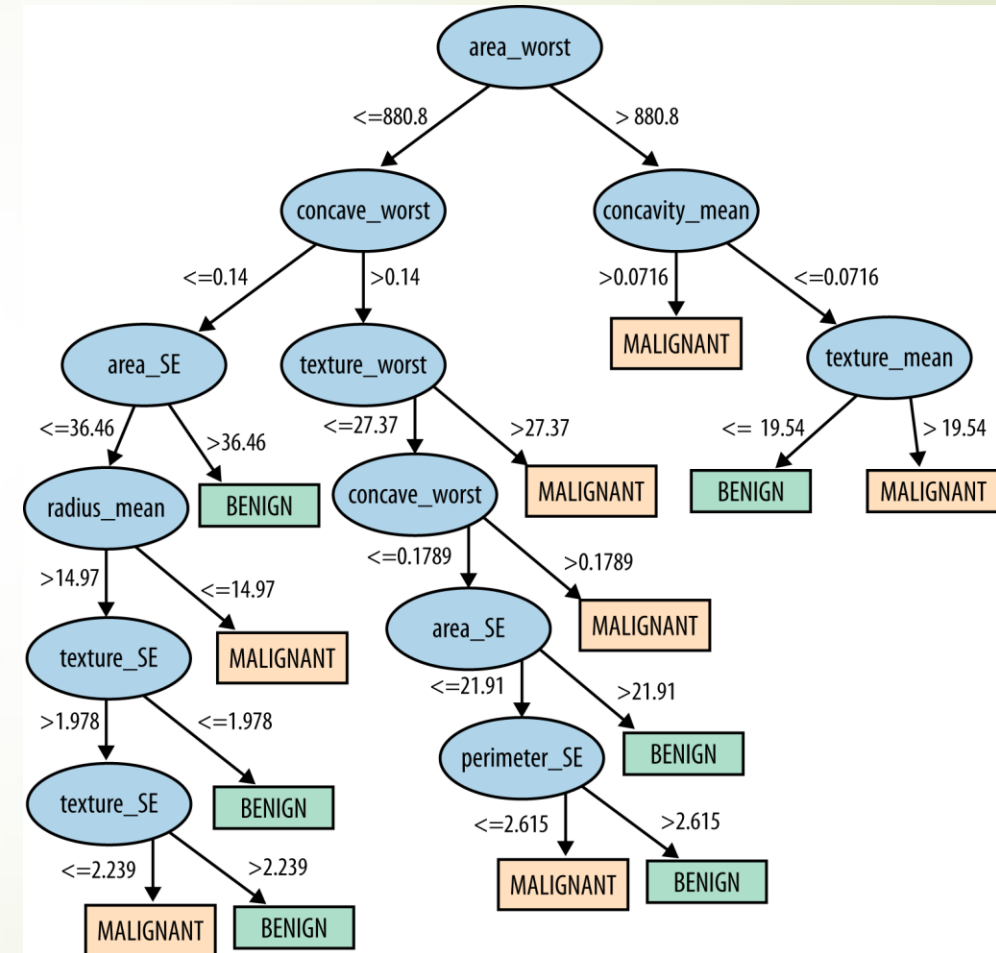 area_worst
<=880.8
> 880.8
concave_worst
concavity_mean
<=0.14
>0.14
>0.0716
<=0.0716
area_SE
texture_worst
MALIGNANT
texture_mean
<=36.46
>36.46
<=27.37
>27.37
<= 19.54
> 19.54
radius_mean
BENIGN
concave_worst
MALIGNANT
BENIGN
MALIGNANT
>14.97
<=14.97
<=0.1789
>0.1789
texture_SE
MALIGNANT
area_SE
MALIGNANT
>1.978
<=1.978
<=21.91
>21.91
texture_SE
BENIGN
perimeter_SE
BENIGN
<=2.239
>2.239
<=2.615
>2.615
MALIGNANT
BENIGN
MALIGNANT
BENIGN